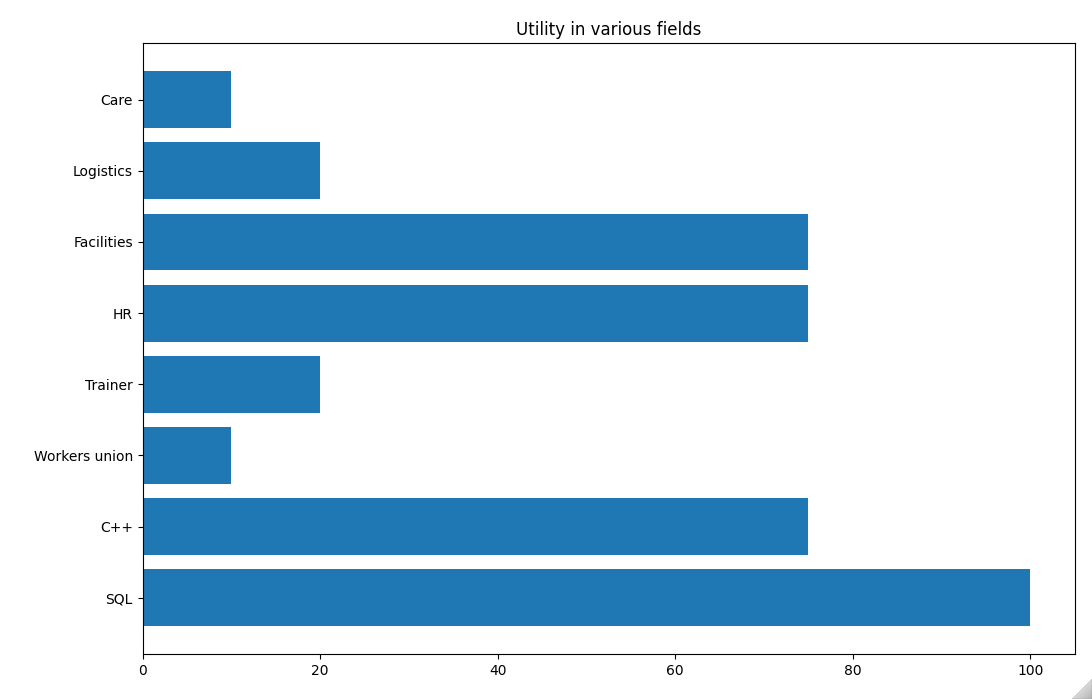 Utility in various fields
Care
Logistics
Facilities
HR
Trainer
Workers union
C++
SQL
0 20 40 60 80 100